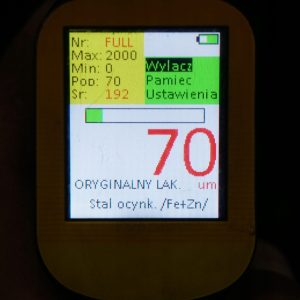 Nr: FULL
Max: 2000
Min: 0
Pop: 70
Sr: 192
Wylacz
Pamiec
Ustawienia
70
ORYGINALNY LAK. um
Stal ocynk. /Fe+Zn/